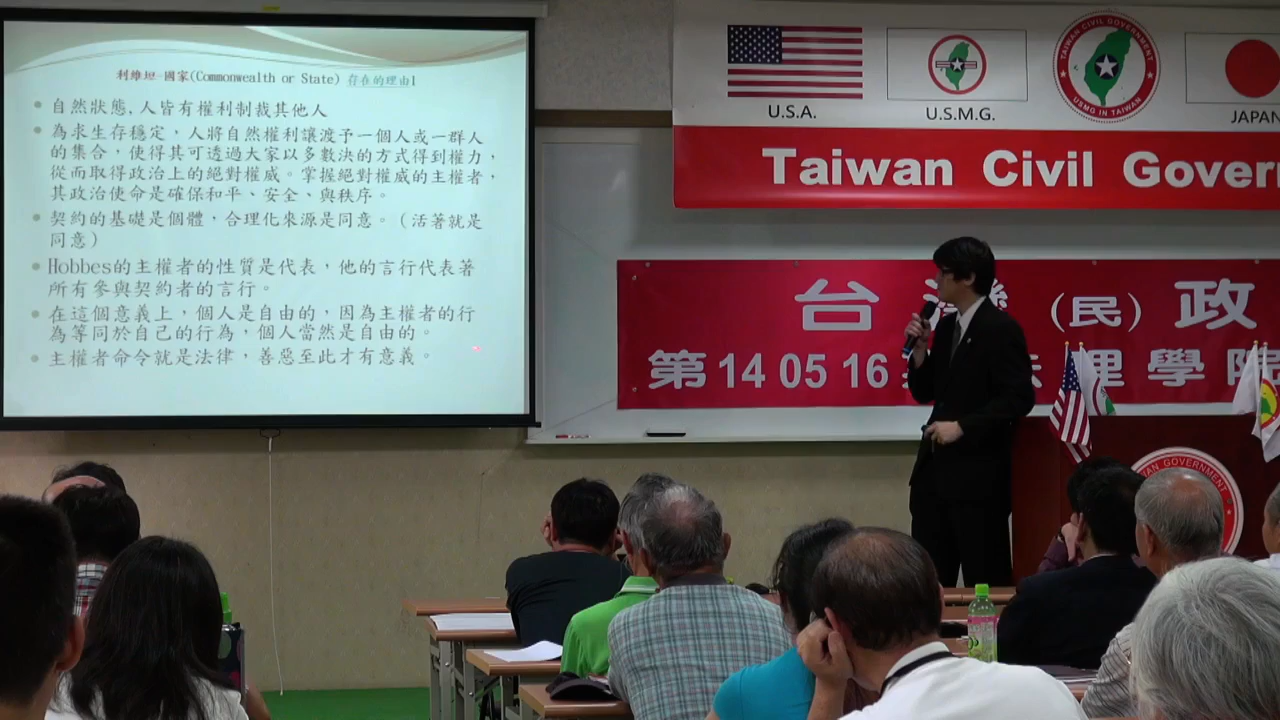 利維坦-國家(Commonwealth or State) 存在的理由1
自然狀態,人皆有權利制裁其他人
為求生存穩定，人將自然權利讓渡予一個人或一群人
的集合，使得其可透過大家以多數決的方式得到權力，
從而取得政治上的絕對權威。掌握絕對權威的主權者，
其政治使命是確保和平、安全、與秩序。
契約的基礎是個體，合理化來源是同意。（活著就是
同意）
Hobbes的主權者的性質是代表，他的言行代表著
所有參與契約者的言行。
在這個意義上，個人是自由的，因為主權者的行
為等同於自己的行為，個人當然是自由的。
主權者命令就是法律，善惡至此才有意義。
U.S.A.
U.S.M.G.
TAIWAN CIVIL GOVERNMENT
USMG IN TAIWAN
JAPAN
Taiwan Civil Gover
台灣（民）政
第14 05 16 理學院
GOVERNMENT